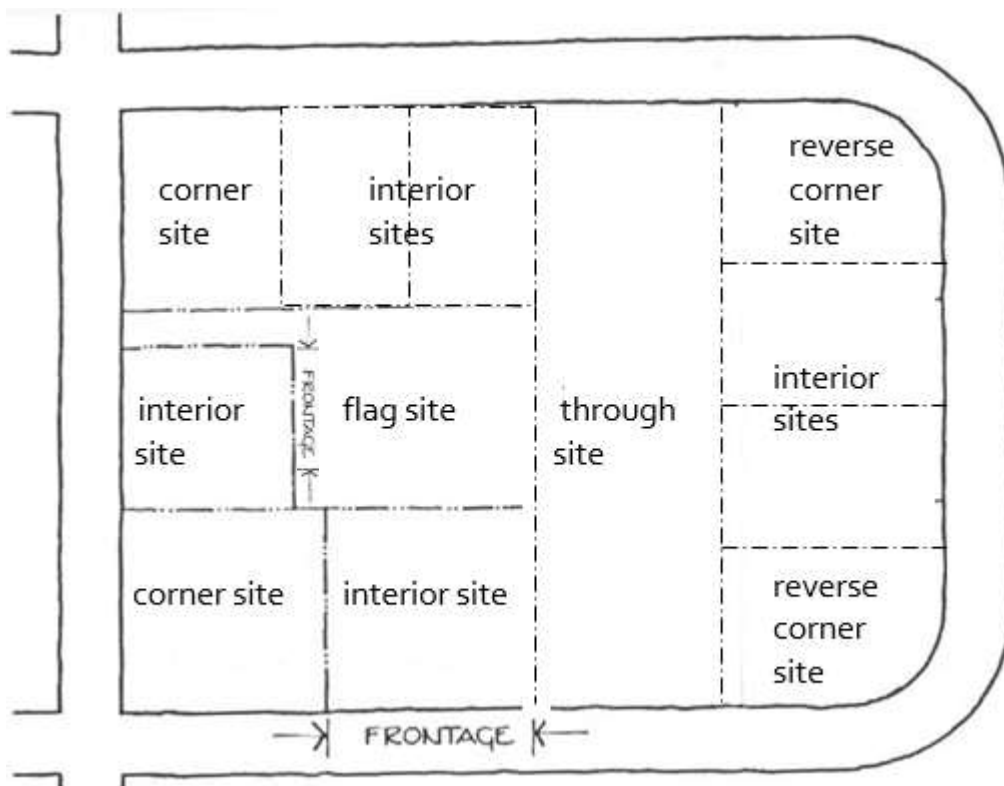 corner
site
interior
sites
reverse
corner
site
interior
site
FRONTAGE
flag site
through
site
interior
sites
corner site
interior site
reverse
corner
site
FRONTAGE